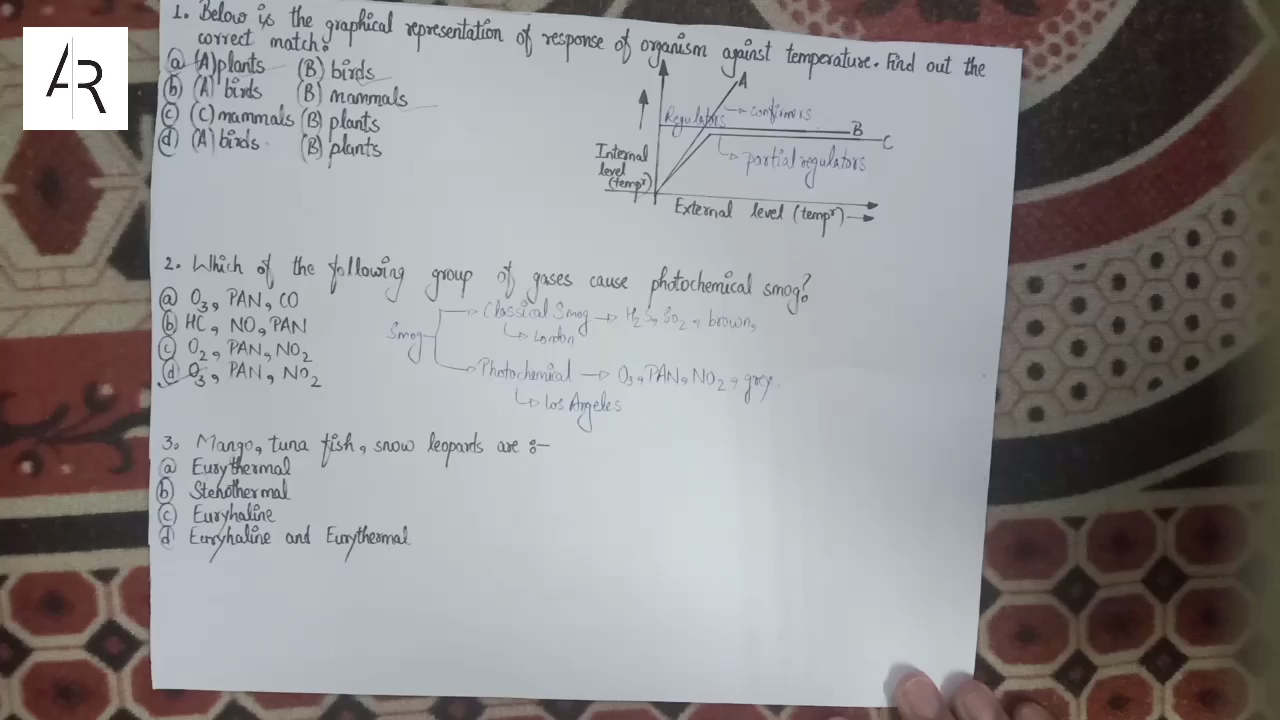 AR
1. Below is the graphical representation of response of organism against temperature. Find out the
correct match:
(a) (A) plants (B) birds
(b) (A) birds (B) mammals
(c) (C) mammals (B) plants
(d) (A) birds (B) plants
A
Regulators → confirmis
B
C
partial regulators
Internal
level
(tempr)
External level (tempr) →
2. Which of the following group of gases cause photochemical smog?
(a) O3, PAN, CO
(b) HC, NO, PAN
(c) O2, PAN, NO2
(d) O3, PAN, NO2
Smog
Classical Smog → H2S, SO2, brown,
London
Photochemical → O3, PAN, NO2, grey.
Los Angeles
3. Mango, tuna fish, snow leopards are :-
(a) Eurythermal
(b) Stenothermal
(c) Euryhaline
(d) Euryhaline and Eurythermal